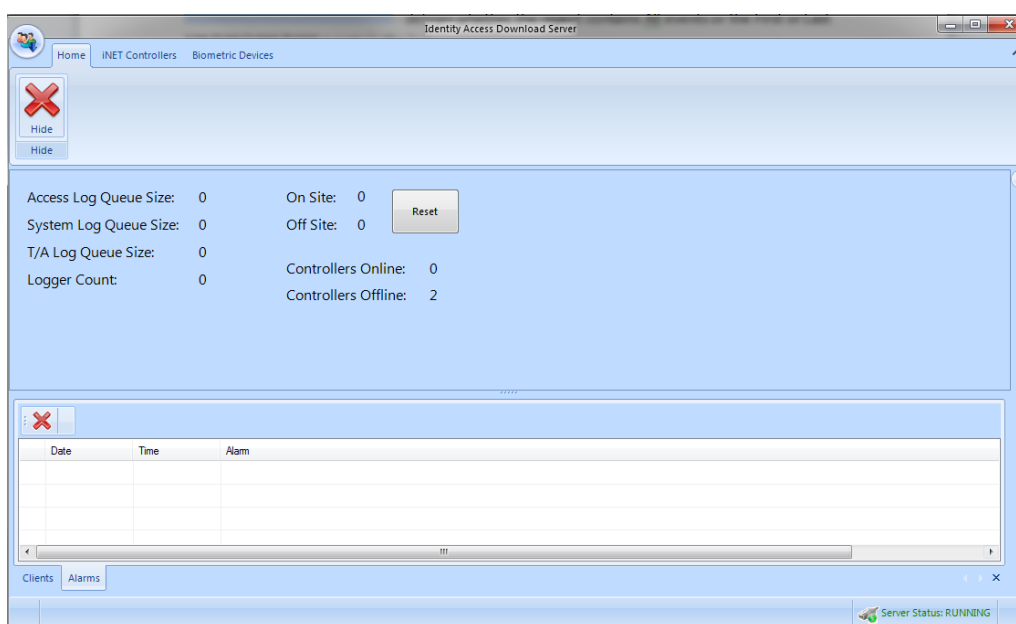 Identity Access Download Server
Home iNET Controllers Biometric Devices
Hide
Hide
Access Log Queue Size: 0 On Site: 0 Reset
System Log Queue Size: 0 Off Site: 0
T/A Log Queue Size: 0
Controllers Online: 0
Logger Count: 0
Controllers Offline: 2
Date Time Alarm
Clients Alarms
Server Status: RUNNING